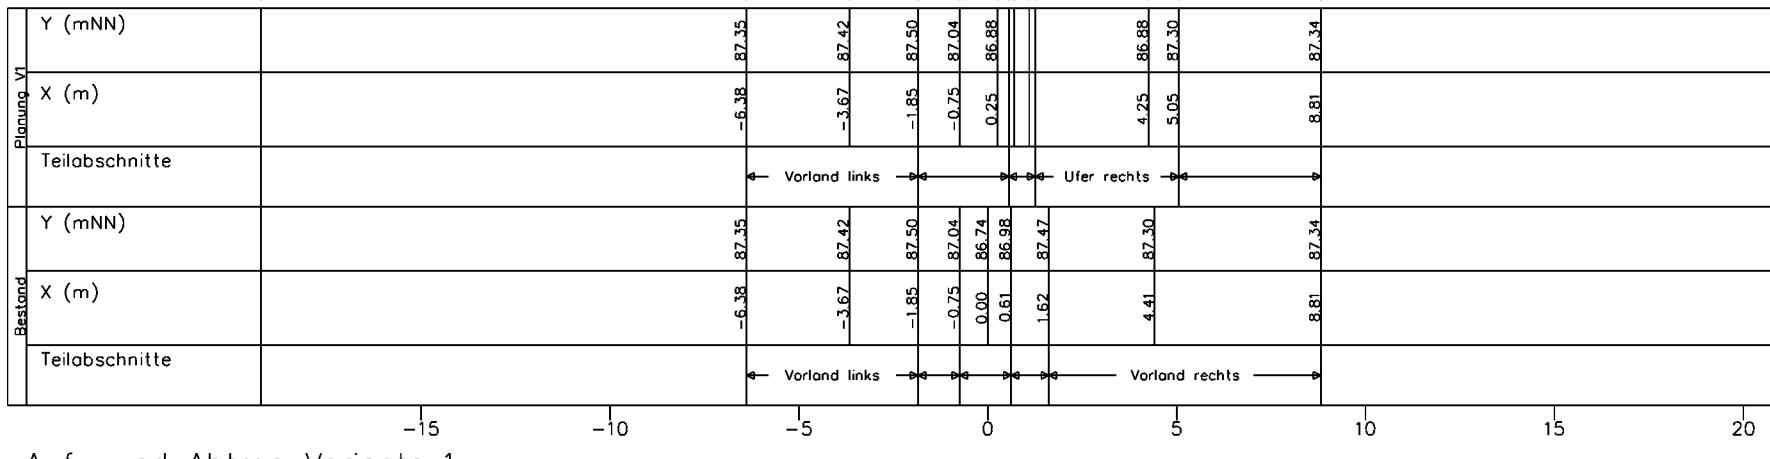 Planung V1
Y (mNN) 87.35 87.42 87.50 87.04 86.88 86.88 87.30 87.34
X (m) -6.38 -3.67 -1.85 -0.75 0.25 4.25 5.05 8.81
Teilabschnitte Vorland links Ufer rechts
Bestand
Y (mNN) 87.35 87.42 87.50 87.04 86.74 86.98 87.47 87.30 87.34
X (m) -6.38 -3.67 -1.85 -0.75 0.00 0.61 1.62 4.41 8.81
Teilabschnitte Vorland links Vorland rechts
-15 -10 -5 0 5 10 15 20
Variante 1